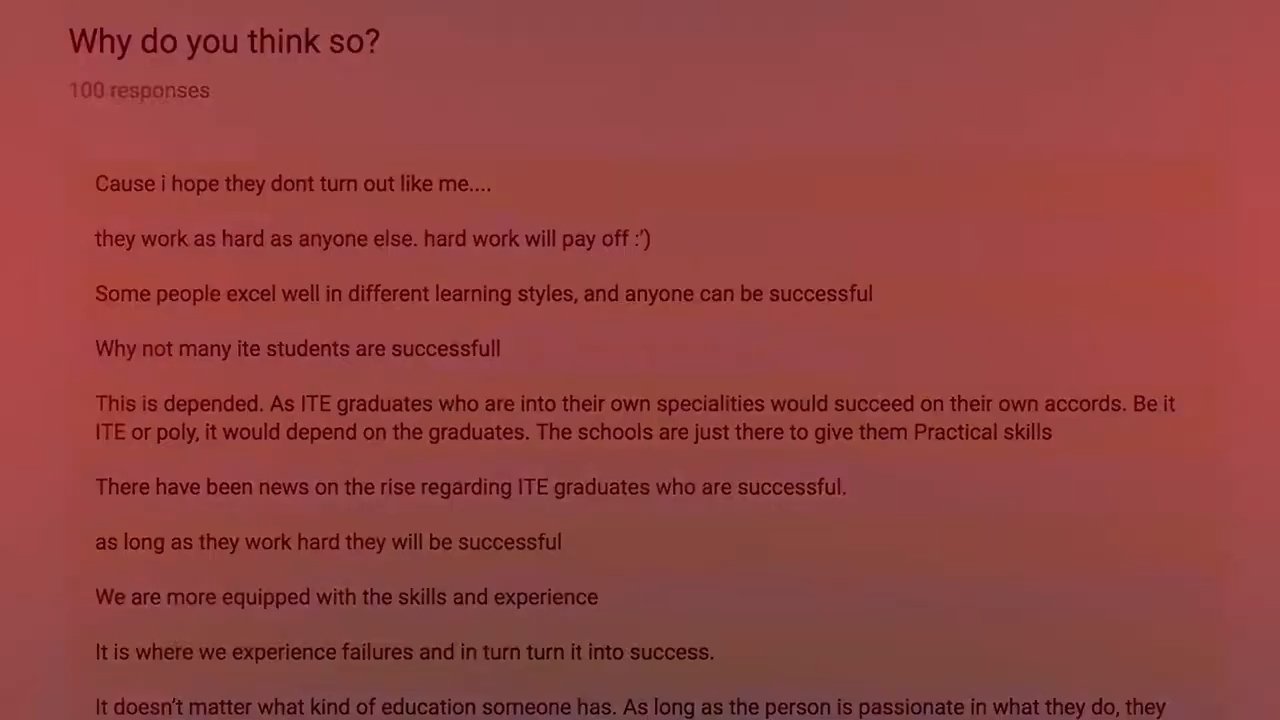 Why do you think so?
100 responses
Cause i hope they dont turn out like me....
they work as hard as anyone else. hard work will pay off :’)
Some people excel well in different learning styles, and anyone can be successful
Why not many ite students are successfull
This is depended. As ITE graduates who are into their own specialities would succeed on their own accords. Be it
ITE or poly, it would depend on the graduates. The schools are just there to give them Practical skills
There have been news on the rise regarding ITE graduates who are successful.
as long as they work hard they will be successful
We are more equipped with the skills and experience
It is where we experience failures and in turn turn it into success.
It doesn’t matter what kind of education someone has. As long as the person is passionate in what they do, they